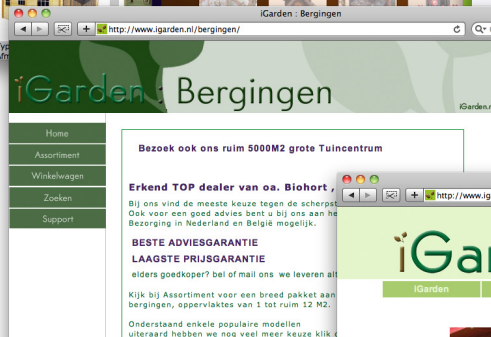 iGarden : Bergingen
http://www.igarden.nl/bergingen/
iGarden : Bergingen
Home
Assortiment
Winkelwagen
Zoeken
Support
Bezoek ook ons ruim 5000M2 grote Tuincentrum
Erkend TOP dealer van oa. Biohort ,
Bij ons vind de meeste keuze tegen de scherpst
Ook voor een goed advies bent u bij ons aan he
Bezorging in Nederland en België mogelijk.
BESTE ADVIESGARANTIE
LAAGSTE PRIJSGARANTIE
elders goedkoper? bel of mail ons we leveren alt
Kijk bij Assortiment voor een breed pakket aan
bergingen, oppervlaktes van 1 tot ruim 12 M2.
Onderstaand enkele populaire modellen
uiteraard hebben we nog veel meer keuze klik
iGarden.n
http://www.ig
iGar
iGarden